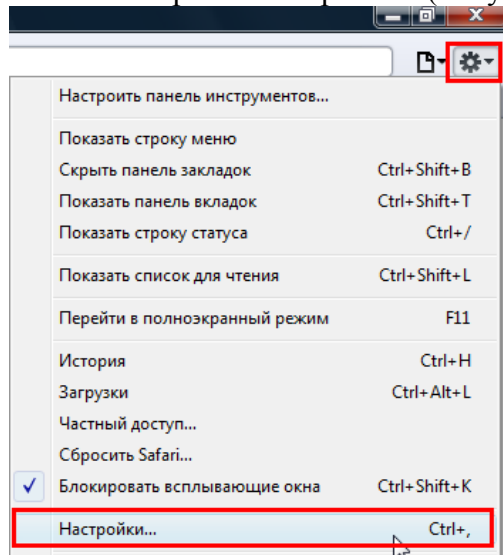 Настроить панель инструментов...
Показать строку меню
Скрыть панель закладок Ctrl+Shift+B
Показать панель вкладок Ctrl+Shift+T
Показать строку статуса Ctrl+/
Показать список для чтения Ctrl+Shift+L
Перейти в полноэкранный режим F11
История Ctrl+H
Загрузки Ctrl+Alt+L
Частный доступ...
Сбросить Safari...
Блокировать всплывающие окна Ctrl+Shift+K
Настройки... Ctrl+,